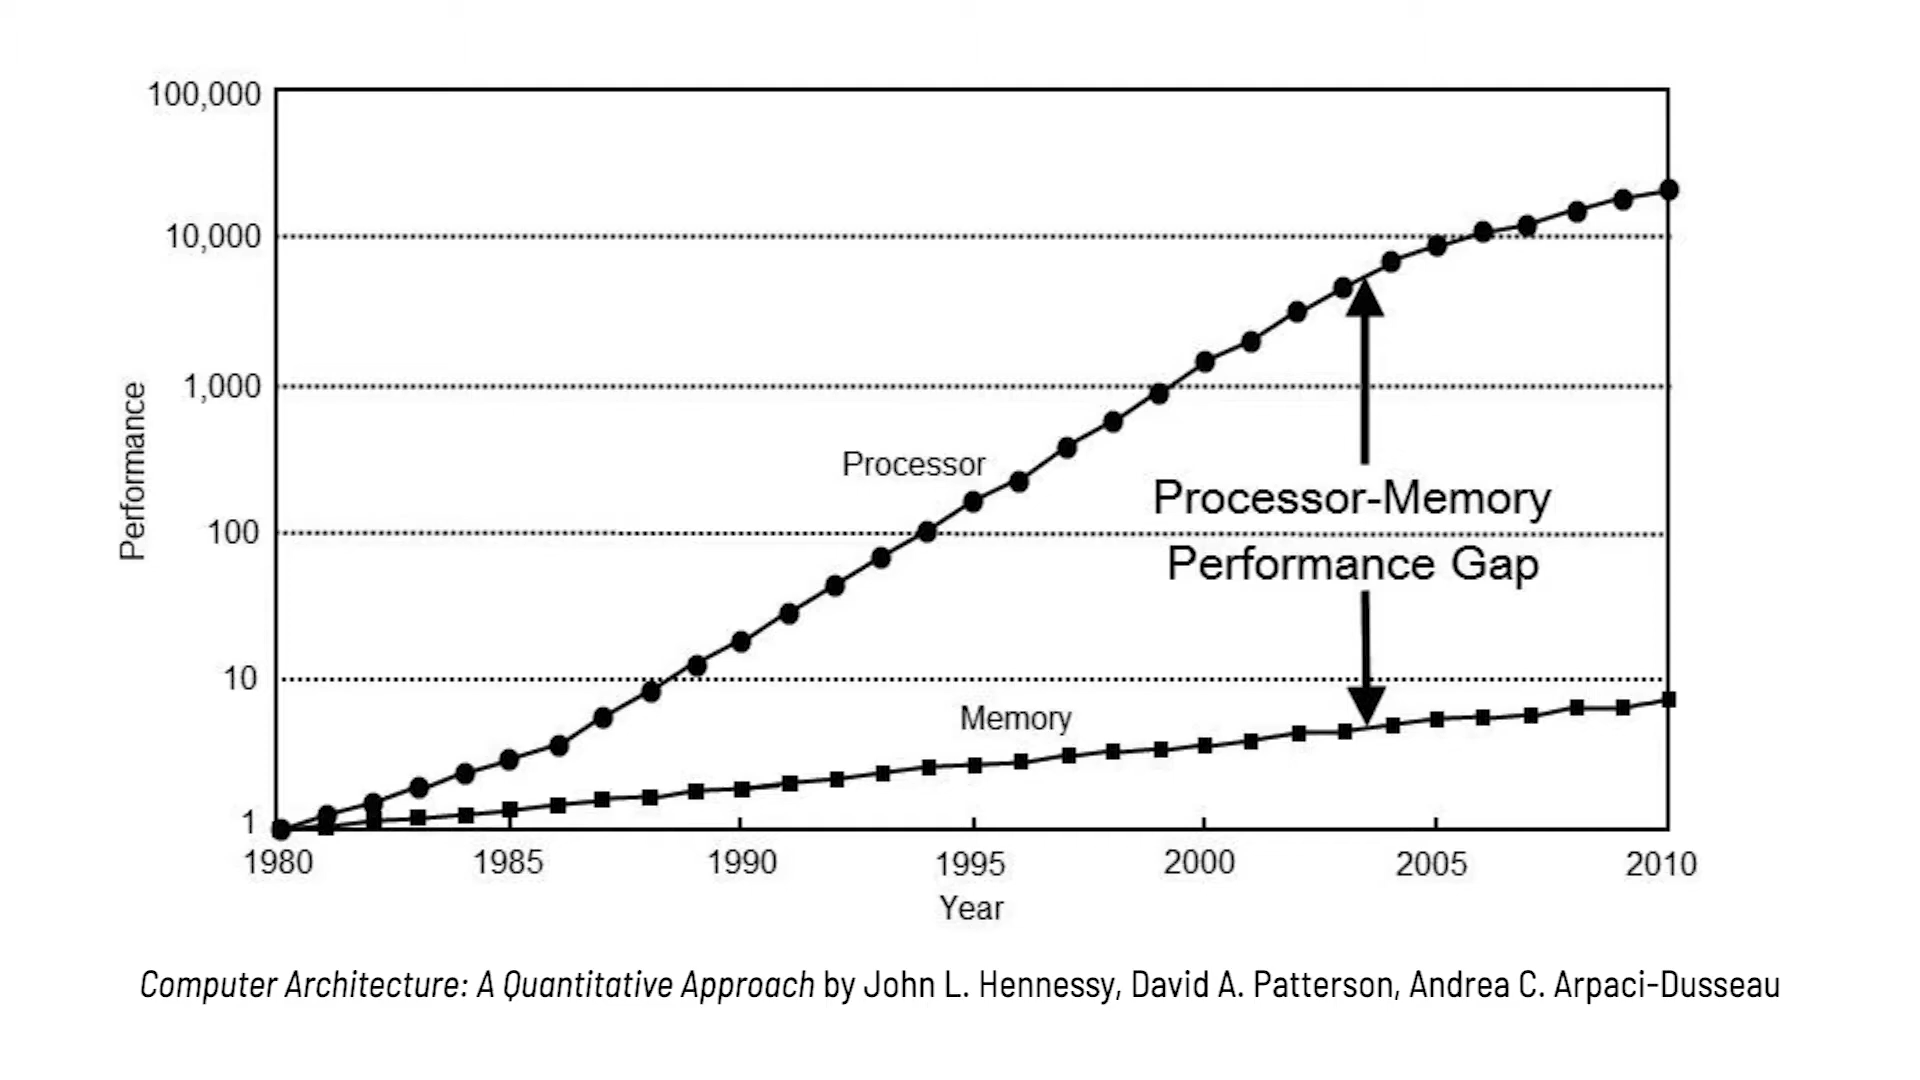 100,000
10,000
1,000
100
10
1
Performance
Processor
Processor-Memory
Performance Gap
Memory
1980 1985 1990 1995 2000 2005 2010
Year
Computer Architecture: A Quantitative Approach by John L. Hennessy, David A. Patterson, Andrea C. Arpaci-Dusseau